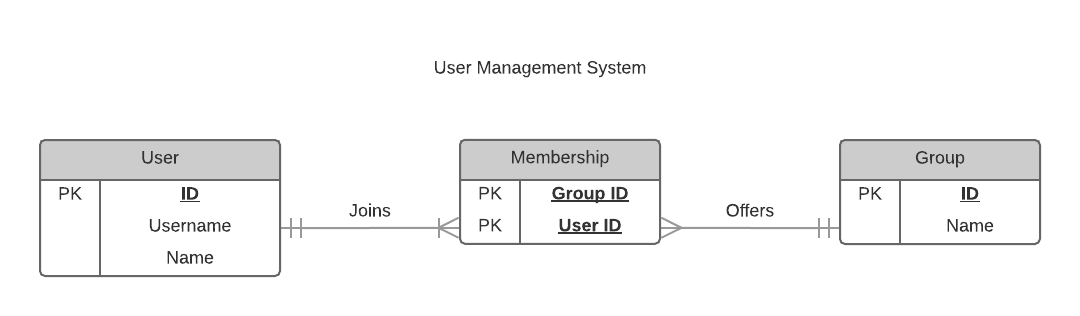 User Management System
User
PK ID
Username
Name
Joins
Membership
PK Group ID
PK User ID
Offers
Group
PK ID
Name